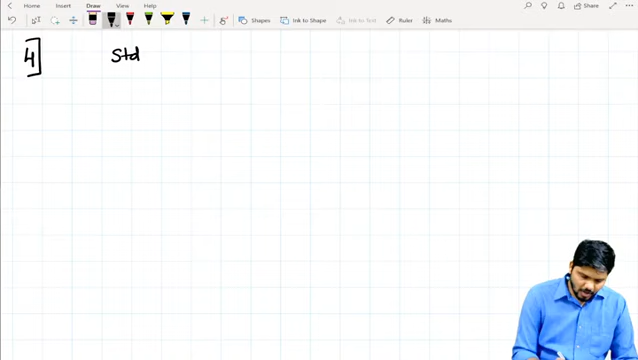 Home Insert Draw View Help
Share
Shapes Ink to Shape Ink to Text Ruler Maths
4] Std